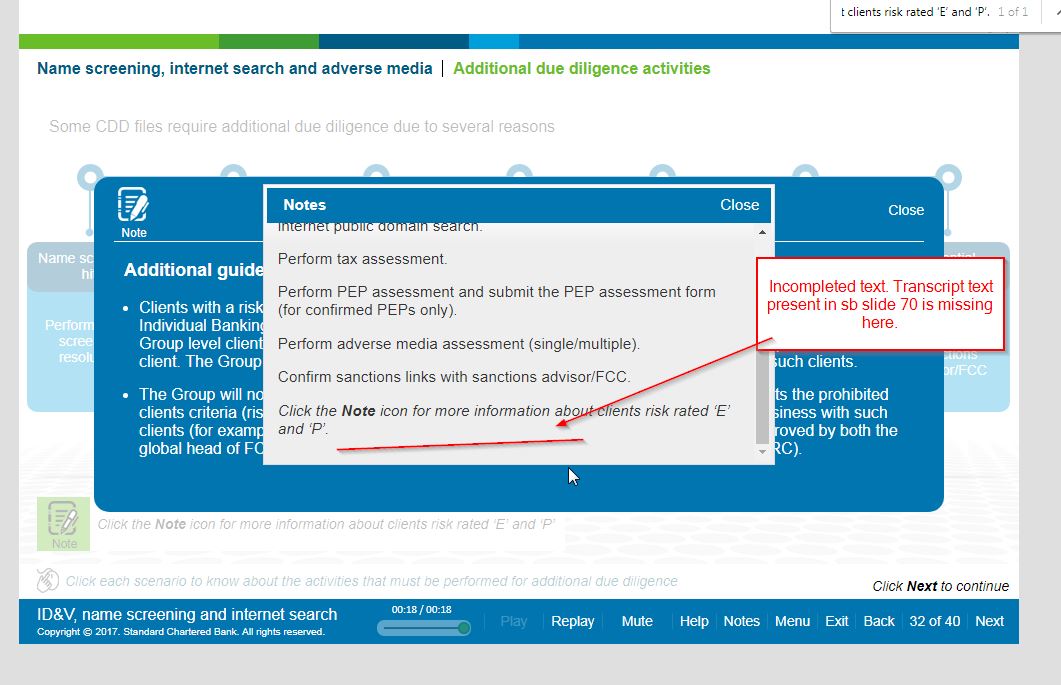 t clients risk rated ‘E’ and ‘P’. 1 of 1
Name screening, internet search and adverse media | Additional due diligence activities
Some CDD files require additional due diligence due to several reasons
Note
Close
Notes
Close
internet public domain search.
Perform tax assessment.
Perform PEP assessment and submit the PEP assessment form
(for confirmed PEPs only).
Perform adverse media assessment (single/multiple).
Confirm sanctions links with sanctions advisor/FCC.
Click the Note icon for more information about clients risk rated ‘E’
and ‘P’.
Incompleted text. Transcript text
present in sb slide 70 is missing
here.
Name sc
hi
Perform
scree
resolu
Additional guide
• Clients with a risk
Individual Banking
Group level client
client. The Group
such clients.
• The Group will no
ts the prohibited
clients criteria (ris
siness with such
clients (for examp
roved by both the
global head of FC
RC).
or/FCC
Note
Click the Note icon for more information about clients risk rated ‘E’ and ‘P’
Click each scenario to know about the activities that must be performed for additional due diligence
Click Next to continue
ID&V, name screening and internet search
Copyright © 2017. Standard Chartered Bank. All rights reserved.
00:18 / 00:18
Play Replay Mute Help Notes Menu Exit Back 32 of 40 Next